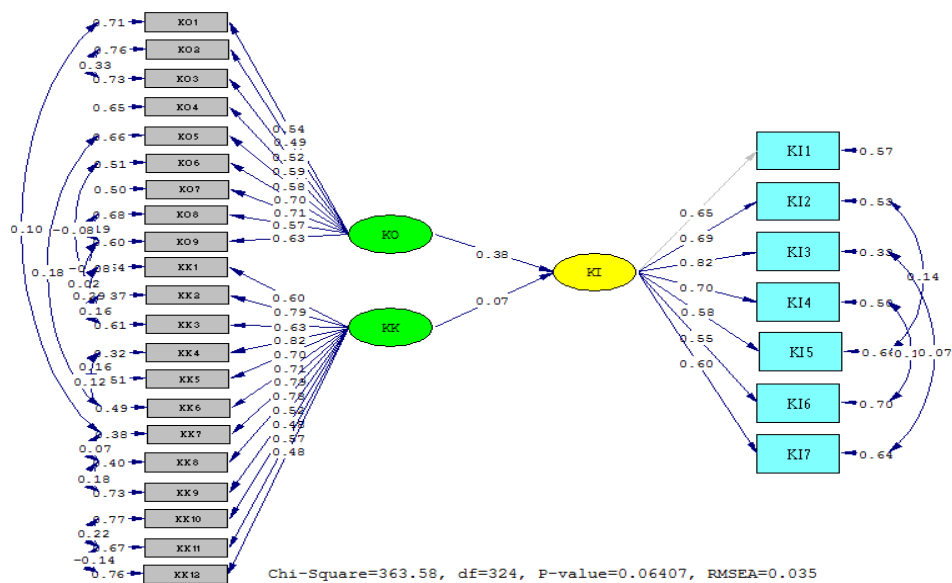 0.71 KO1
0.76 KO2
0.33
0.73 KO3
0.65 KO4
0.66 KO5
0.51 KO6
0.50 KO7
0.68 KO8
0.60 KO9
KK1
KK2
0.61 KK3
0.32 KK4
KK5
0.49 KK6
0.38 KK7
0.07
0.40 KK8
0.18
0.73 KK9
0.77 KK10
0.22
0.67 KK11
-0.14
0.76 KK12
0.10
0.18
0.02
0.16
0.16
0.12
0.54
0.49
0.52
0.59
0.58
0.70
0.71
0.57
0.63
0.60
0.79
0.63
0.82
0.70
0.71
0.79
0.78
0.52
0.57
0.48
KO
KK
0.38
0.07
KI
0.65
0.69
0.82
0.70
0.58
0.55
0.60
KI1 0.57
KI2 0.53
KI3 0.33
0.14
KI4
KI5
0.07
KI6 0.70
KI7 0.64
Chi-Square=363.58, df=324, P-value=0.06407, RMSEA=0.035